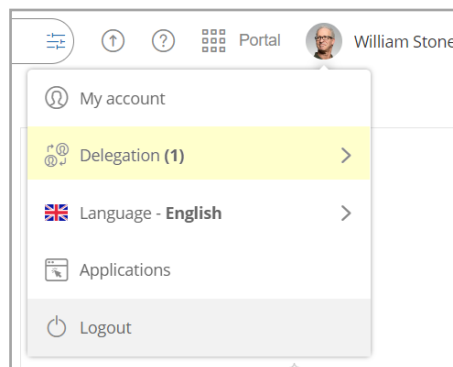 Portal
William Stone
My account
Delegation (1)
Language - English
Applications
Logout